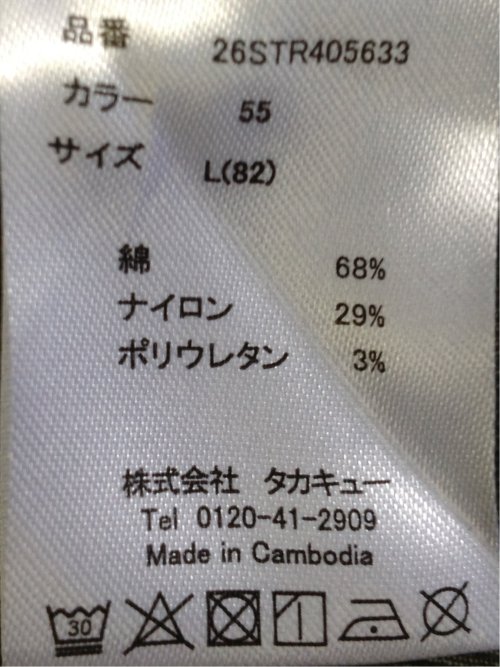 品番 26STR405633
カラー 55
サイズ L(82)
綿 68%
ナイロン 29%
ポリウレタン 3%
株式会社 タカキュー
Tel 0120-41-2909
Made in Cambodia
30